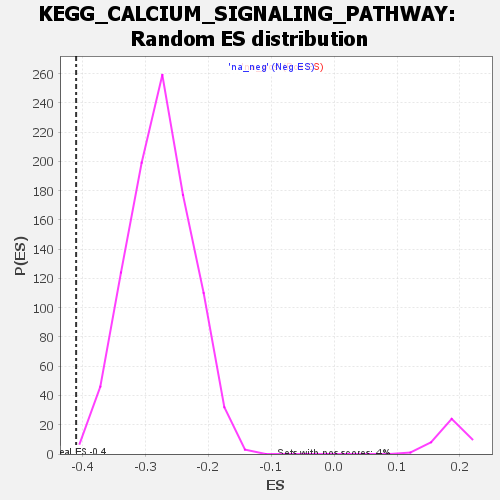 KEGG_CALCIUM_SIGNALING_PATHWAY:
Random ES distribution
'na_neg' (Neg ES)S)
260
240
220
200
180
160
140
120
100
80
60
40
20
0
P(ES)
eal ES -0.4
Sets with pos scores: 4%
-0.4 -0.3 -0.2 -0.1 0.0 0.1 0.2
ES